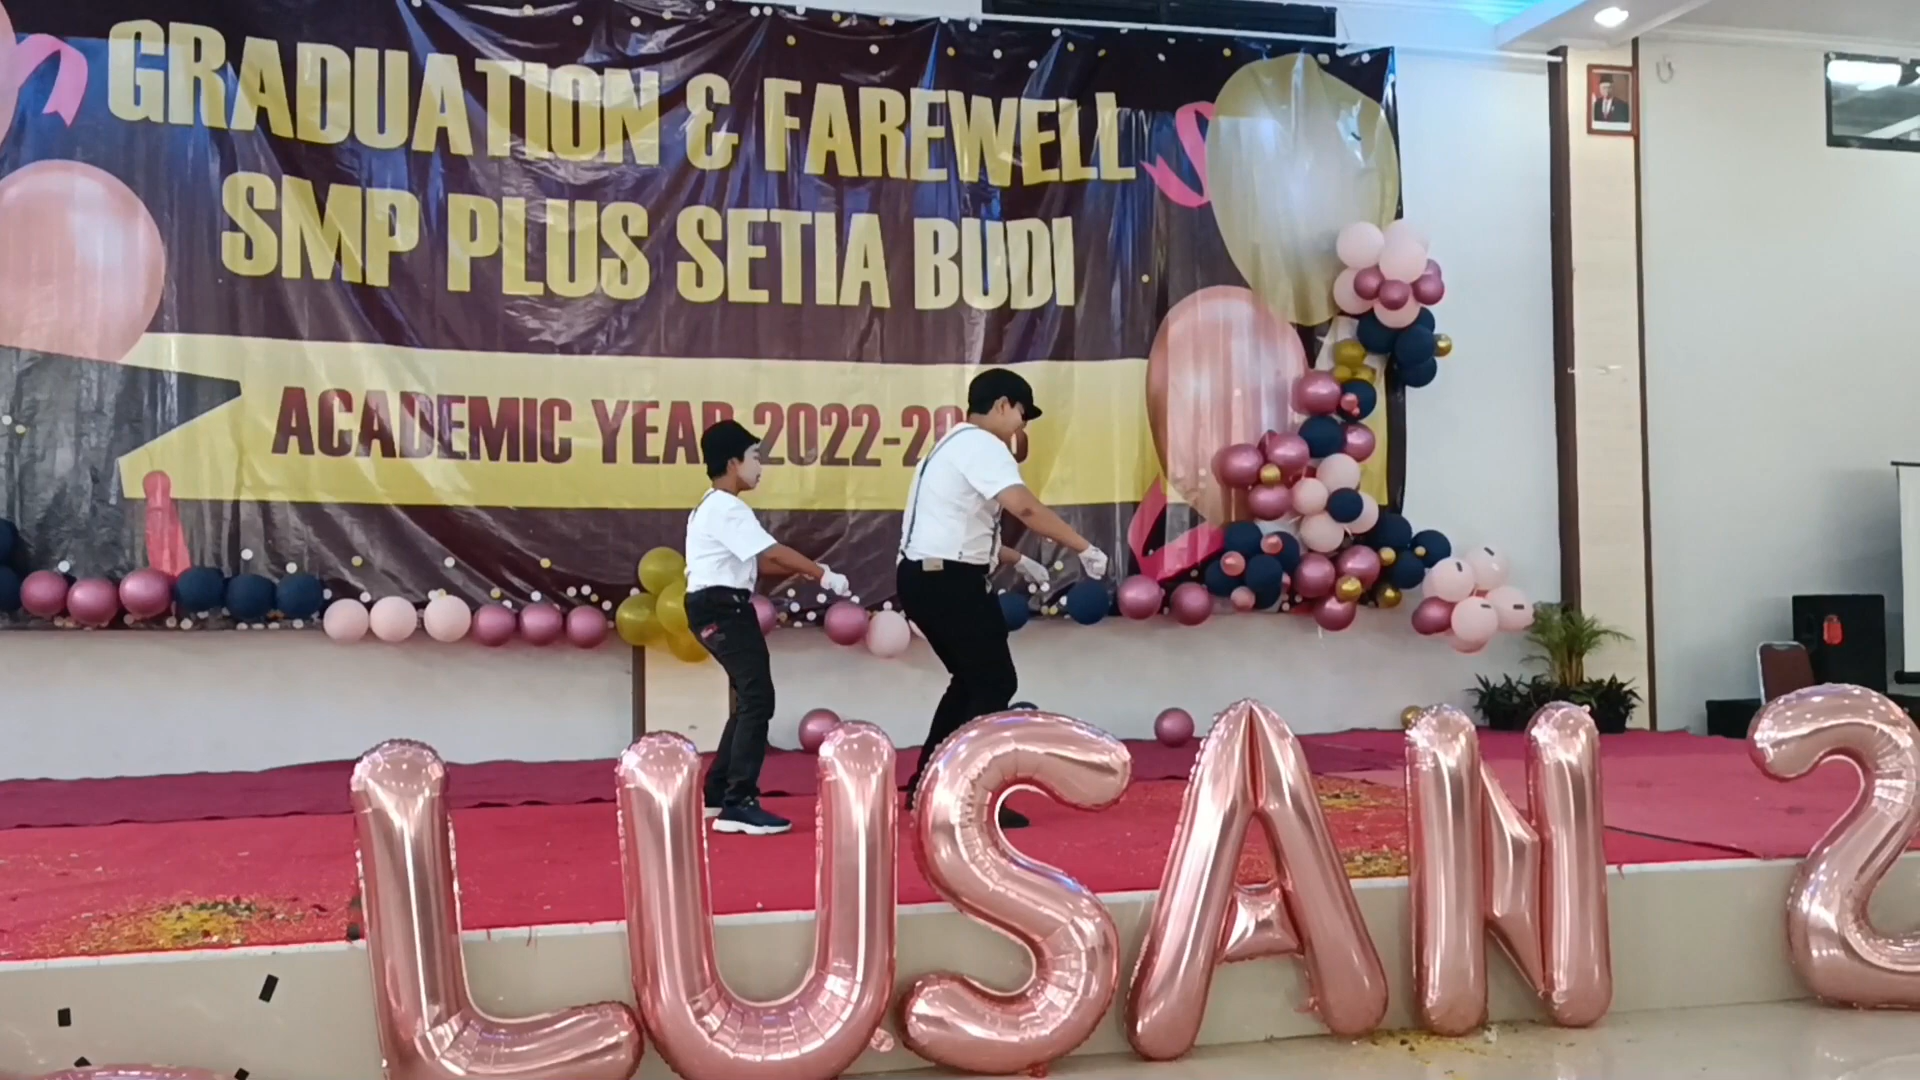 GRADUATION & FAREWELL
SMP PLUS SETIA BUDI
ACADEMIC YEAR 2022-20
LUSAN 2